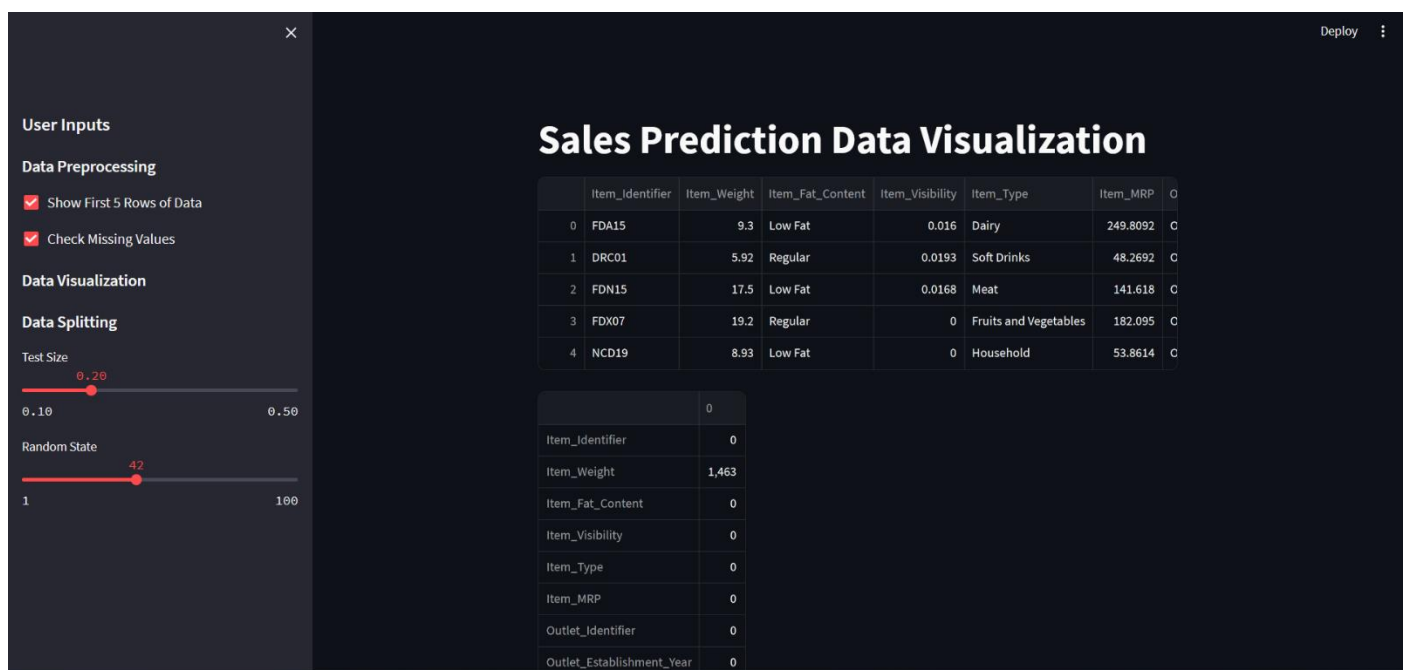 Deploy
User Inputs
Data Preprocessing
Show First 5 Rows of Data
Check Missing Values
Data Visualization
Data Splitting
Test Size
0.20
0.10 0.50
Random State
42
1 100
Sales Prediction Data Visualization
Item_Identifier Item_Weight Item_Fat_Content Item_Visibility Item_Type Item_MRP O
0 FDA15 9.3 Low Fat 0.016 Dairy 249.8092 O
1 DRC01 5.92 Regular 0.0193 Soft Drinks 48.2692 O
2 FDN15 17.5 Low Fat 0.0168 Meat 141.618 O
3 FDX07 19.2 Regular 0 Fruits and Vegetables 182.095 O
4 NCD19 8.93 Low Fat 0 Household 53.8614 O
0
Item_Identifier 0
Item_Weight 1,463
Item_Fat_Content 0
Item_Visibility 0
Item_Type 0
Item_MRP 0
Outlet_Identifier 0
Outlet_Establishment_Year 0